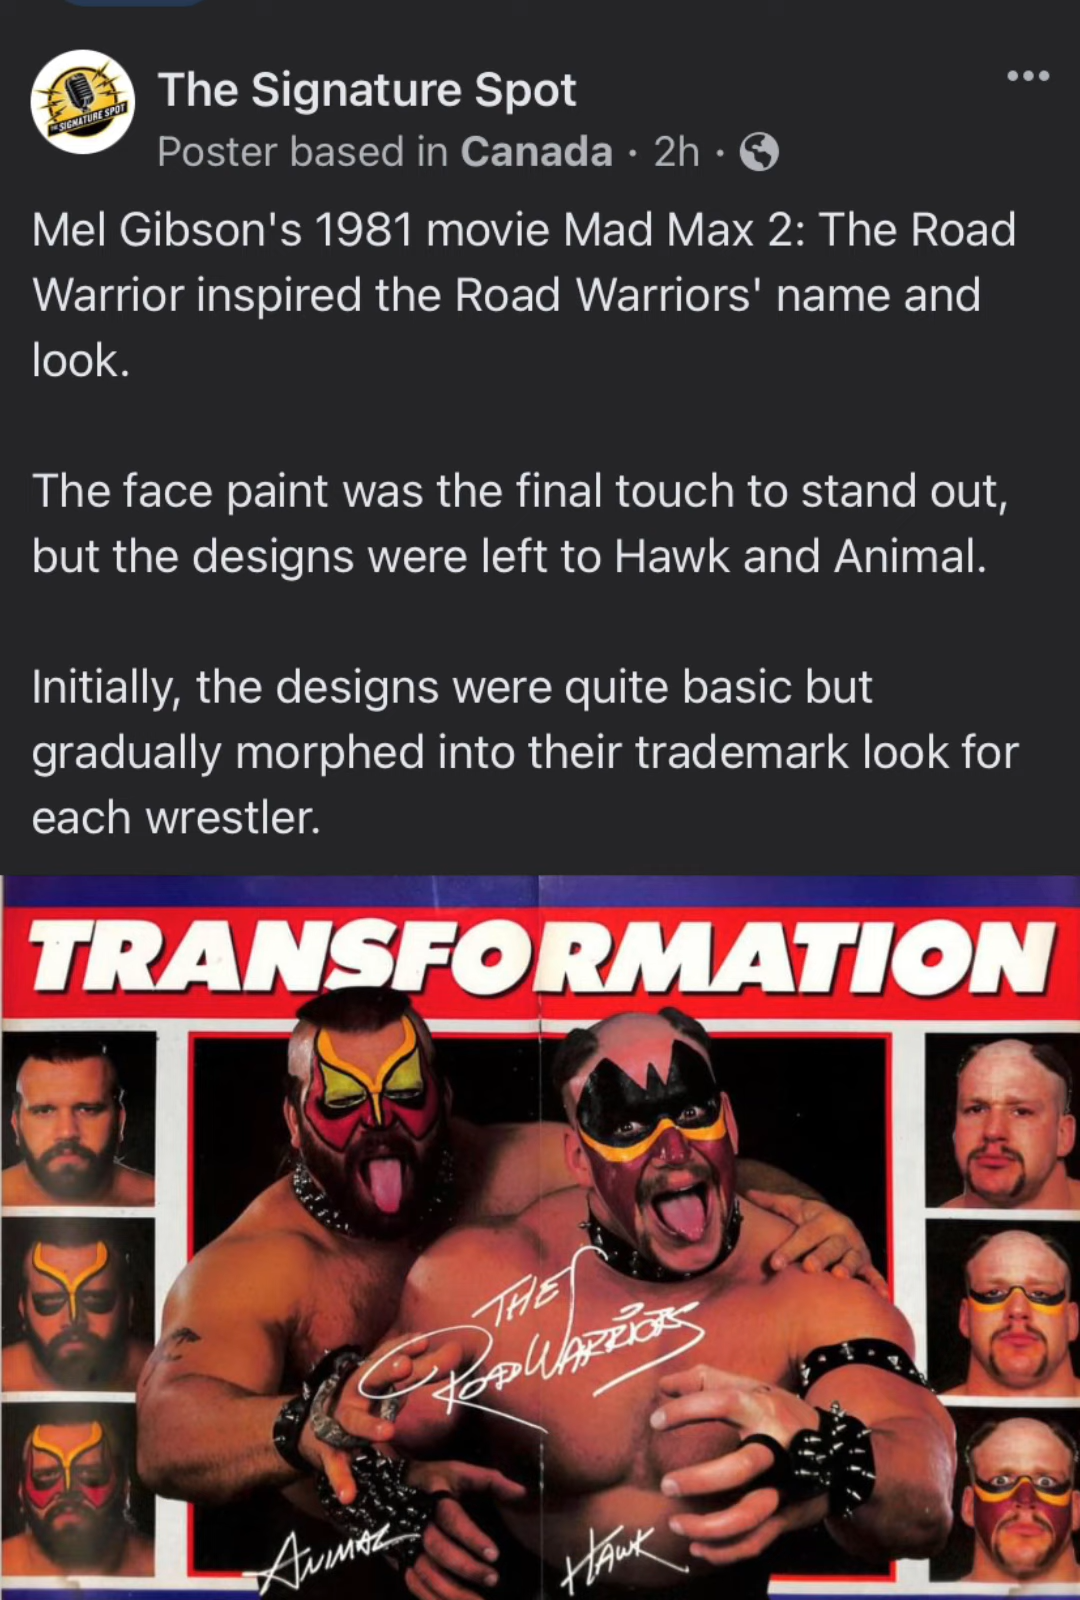 The Signature Spot
THE SIGNATURE SPOT
Poster based in Canada · 2h ·
Mel Gibson's 1981 movie Mad Max 2: The Road
Warrior inspired the Road Warriors' name and
look.
The face paint was the final touch to stand out,
but the designs were left to Hawk and Animal.
Initially, the designs were quite basic but
gradually morphed into their trademark look for
each wrestler.
TRANSFORMATION
THE
ROAD WARRIORS
ANIMAL
HAWK